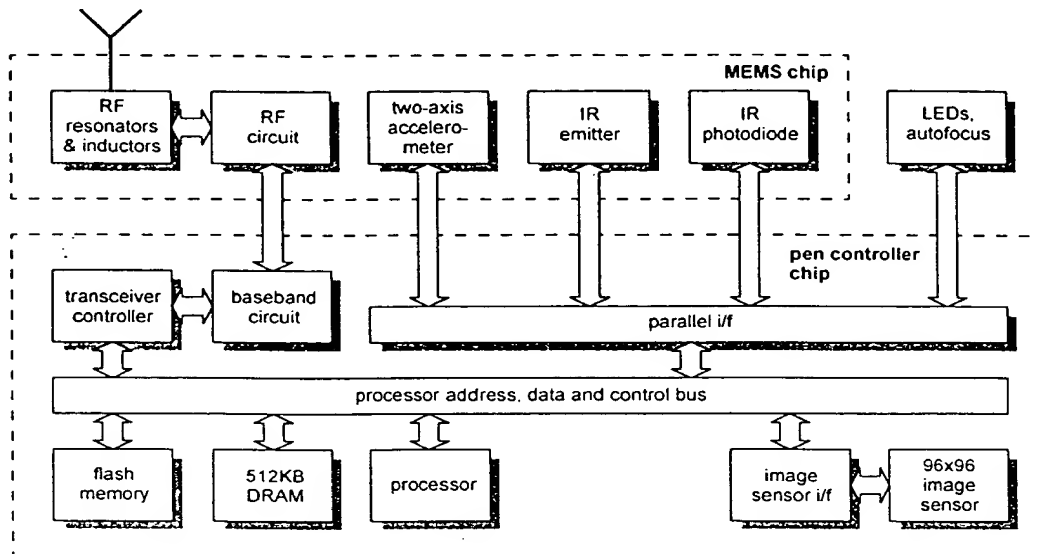 MEMS chip
RF
resonators
& inductors
RF
circuit
two-axis
accelero-
meter
IR
emitter
IR
photodiode
LEDs,
autofocus
pen controller
chip
transceiver
controller
baseband
circuit
parallel i/f
processor address, data and control bus
flash
memory
512KB
DRAM
processor
image
sensor i/f
96x96
image
sensor